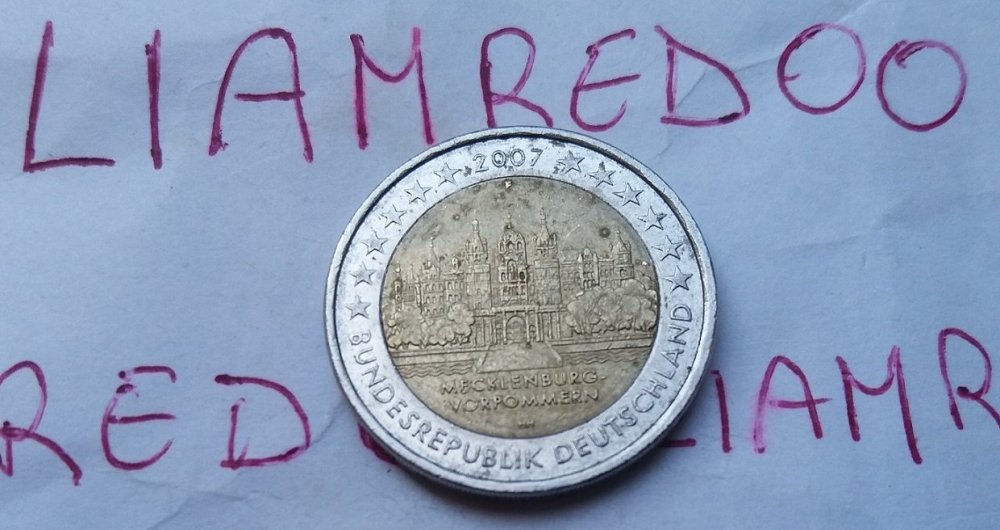 LIAMREDOO
2007
BUNDESREPUBLIK DEUTSCHLAND
MECKLENBURG-
VORPOMMERN
RED LIAMR